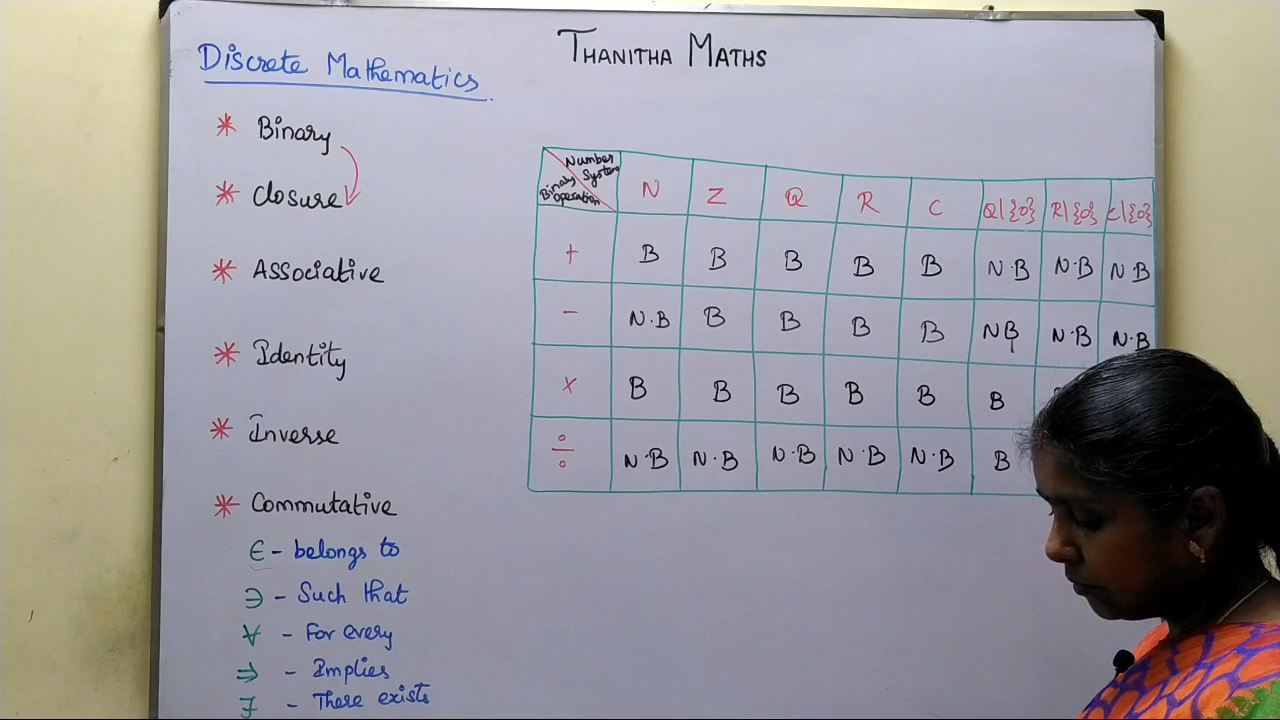 THANITHA MATHS
Discrete Mathematics
* Binary
* Closure
* Associative
* Identity
* Inverse
* Commutative
∈ - belongs to
∋ - Such that
∀ - For every
⇒ - Implies
∃ - There exists
Number System
Binary Operation
N Z Q R C Q\{0} R\{0} C\{0}
+ B B B B B N·B N·B N·B
− N·B B B B B NB N·B N·B
× B B B B B B
÷ N·B N·B N·B N·B N·B B